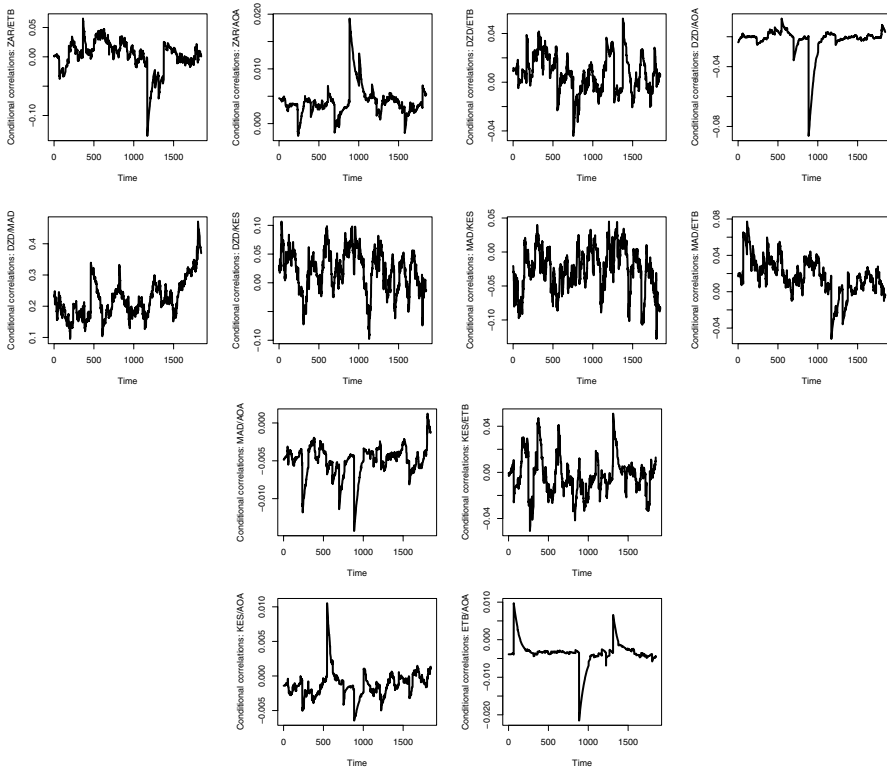 Conditional correlations: ZAR/ETB
0.05
−0.10
0 500 1000 1500
Time
Conditional correlations: ZAR/AOA
0.020
0.010
0.000
0 500 1000 1500
Time
Conditional correlations: DZD/ETB
0.04
0.00
−0.04
0 500 1000 1500
Time
Conditional correlations: DZD/AOA
−0.04
−0.08
0 500 1000 1500
Time
Conditional correlations: DZD/MAD
0.4
0.3
0.2
0.1
0 500 1000 1500
Time
Conditional correlations: DZD/KES
0.10
0.05
0.00
−0.10
0 500 1000 1500
Time
Conditional correlations: MAD/KES
0.05
0.00
−0.05
−0.10
0 500 1000 1500
Time
Conditional correlations: MAD/ETB
0.08
0.04
0.00
−0.04
0 500 1000 1500
Time
Conditional correlations: MAD/AOA
0.000
−0.005
−0.010
0 500 1000 1500
Time
Conditional correlations: KES/ETB
0.04
0.00
−0.04
0 500 1000 1500
Time
Conditional correlations: KES/AOA
0.010
0.005
0.000
−0.005
0 500 1000 1500
Time
Conditional correlations: ETB/AOA
0.010
0.000
−0.010
−0.020
0 500 1000 1500
Time